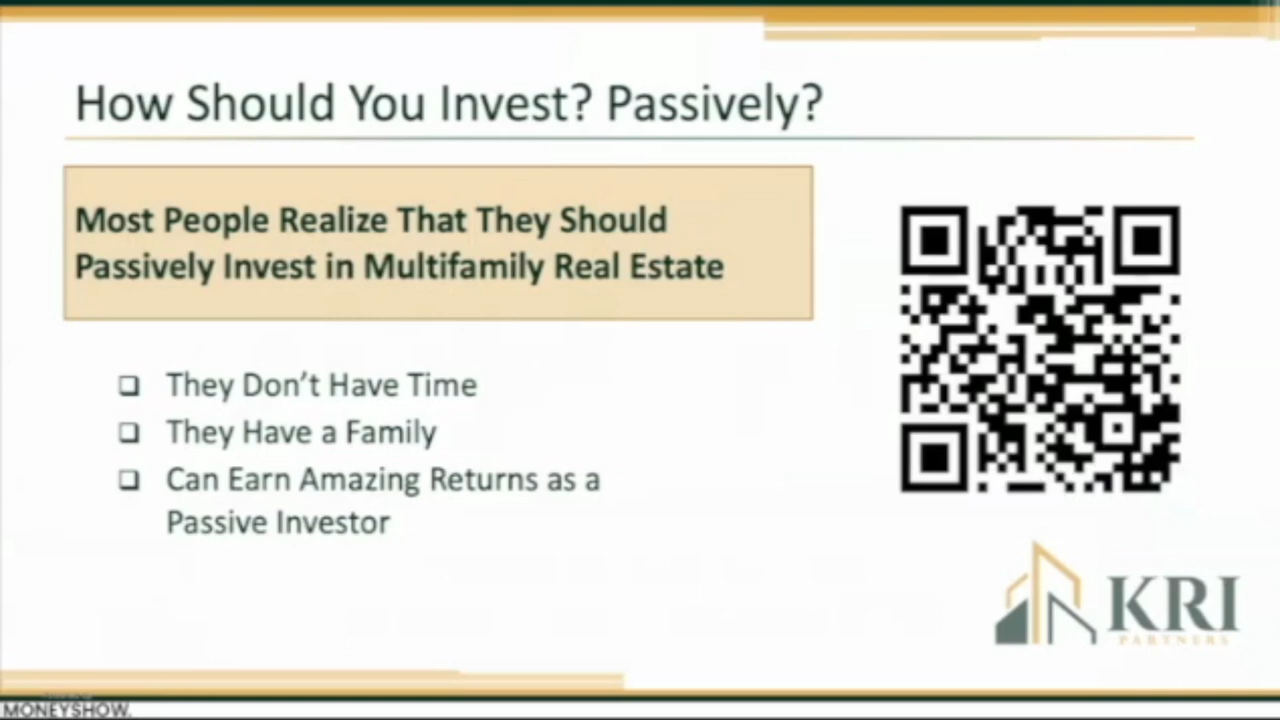 How Should You Invest? Passively?
Most People Realize That They Should
Passively Invest in Multifamily Real Estate
They Don't Have Time
They Have a Family
Can Earn Amazing Returns as a
Passive Investor
KRI
PARTNERS
MONEYSHOW.